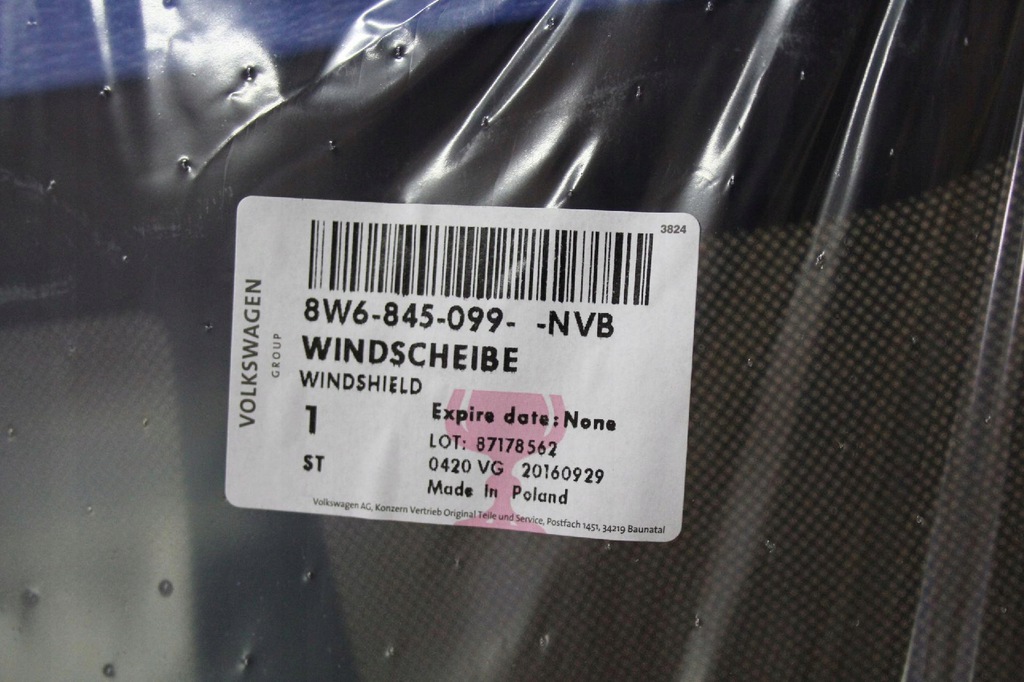 3824
VOLKSWAGEN
GROUP
8W6-845-099- -NVB
WINDSCHEIBE
WINDSHIELD
1
Expire date:None
LOT: 87178562
ST
0420 VG 20160929
Made In Poland
Volkswagen AG, Konzern Vertrieb Original Teile und Service, Postfach 1451, 34219 Baunatal